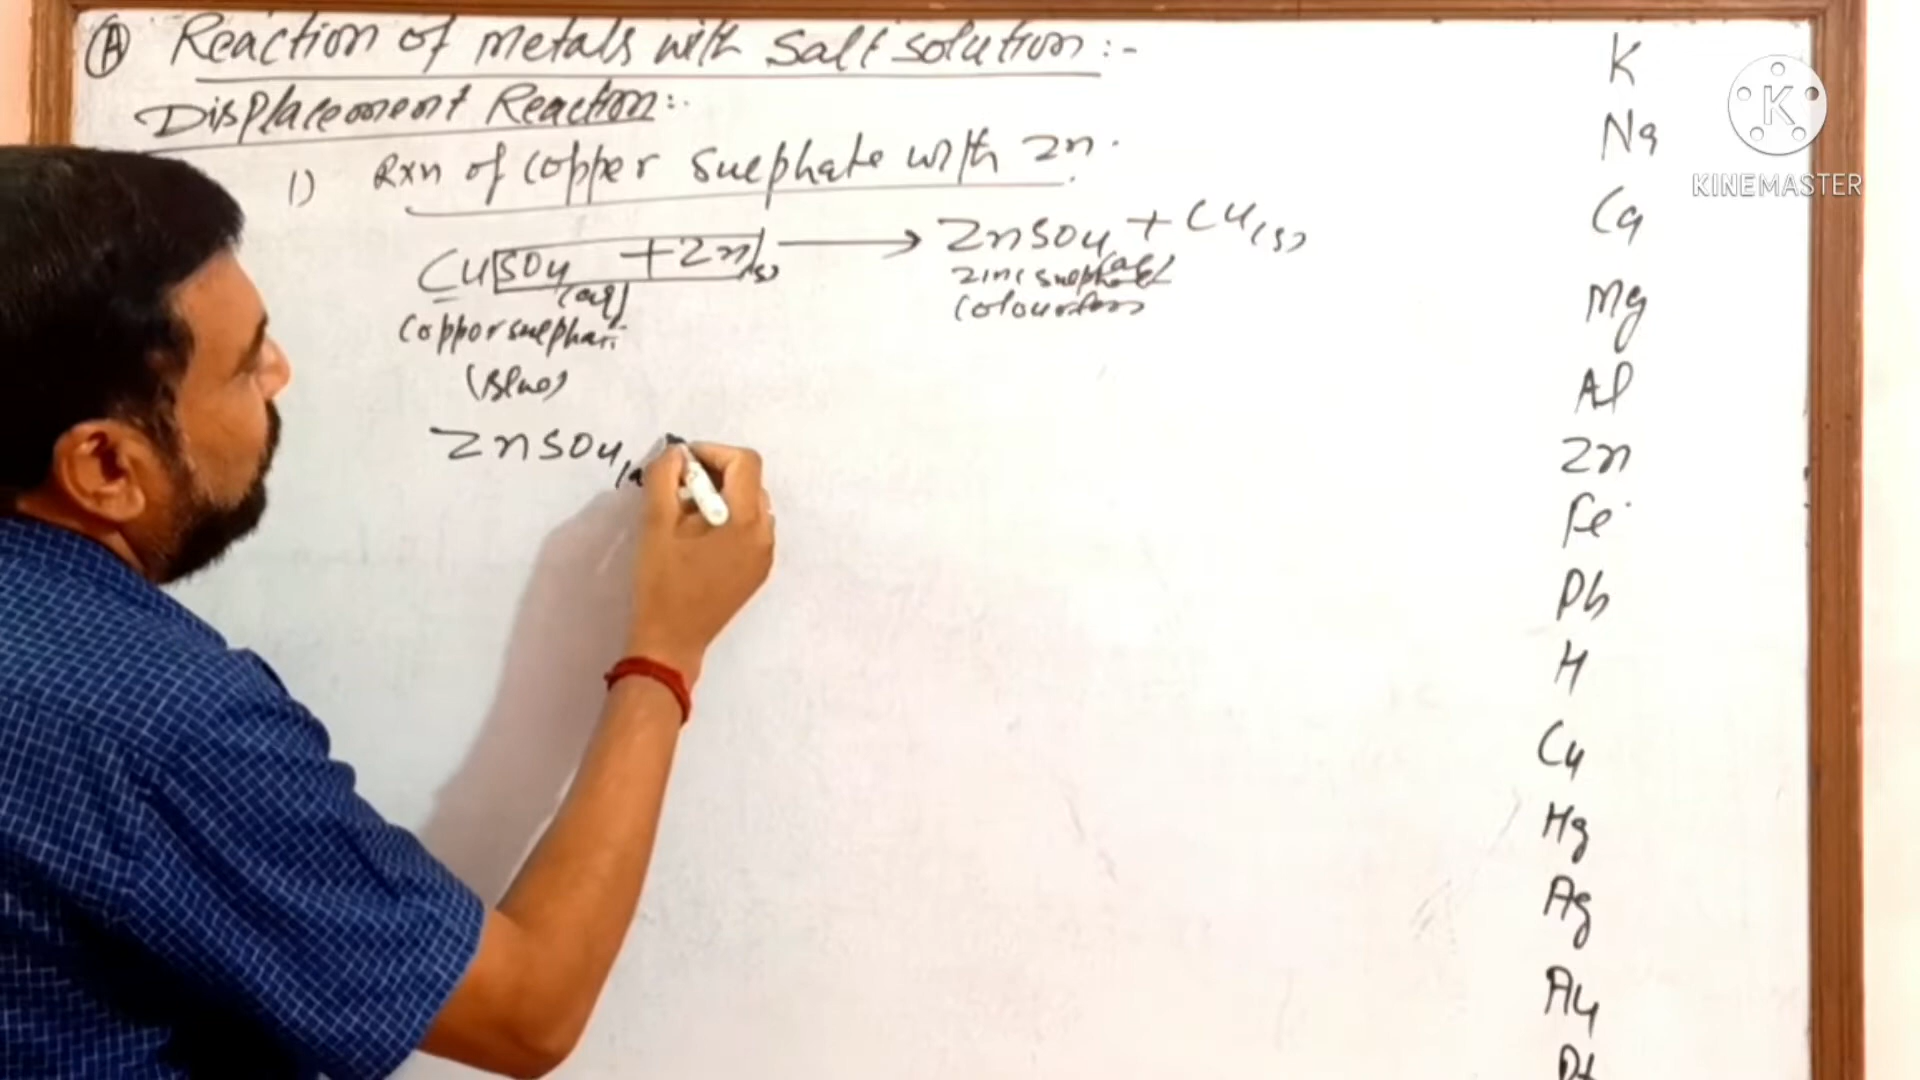 Ⓐ Reaction of metals with salt solution:-
Displacement Reaction:-
1) Rxn of Copper Sulphate with Zn.
CuSO4(aq) + Zn(s) → ZnSO4(aq) + Cu(s)
Copper sulphate Zinc sulphate
(Blue) Colourless
ZnSO4(a
K
Na
Ca
Mg
Al
Zn
Fe
Pb
H
Cu
Hg
Ag
Au
Pt
KINEMASTER